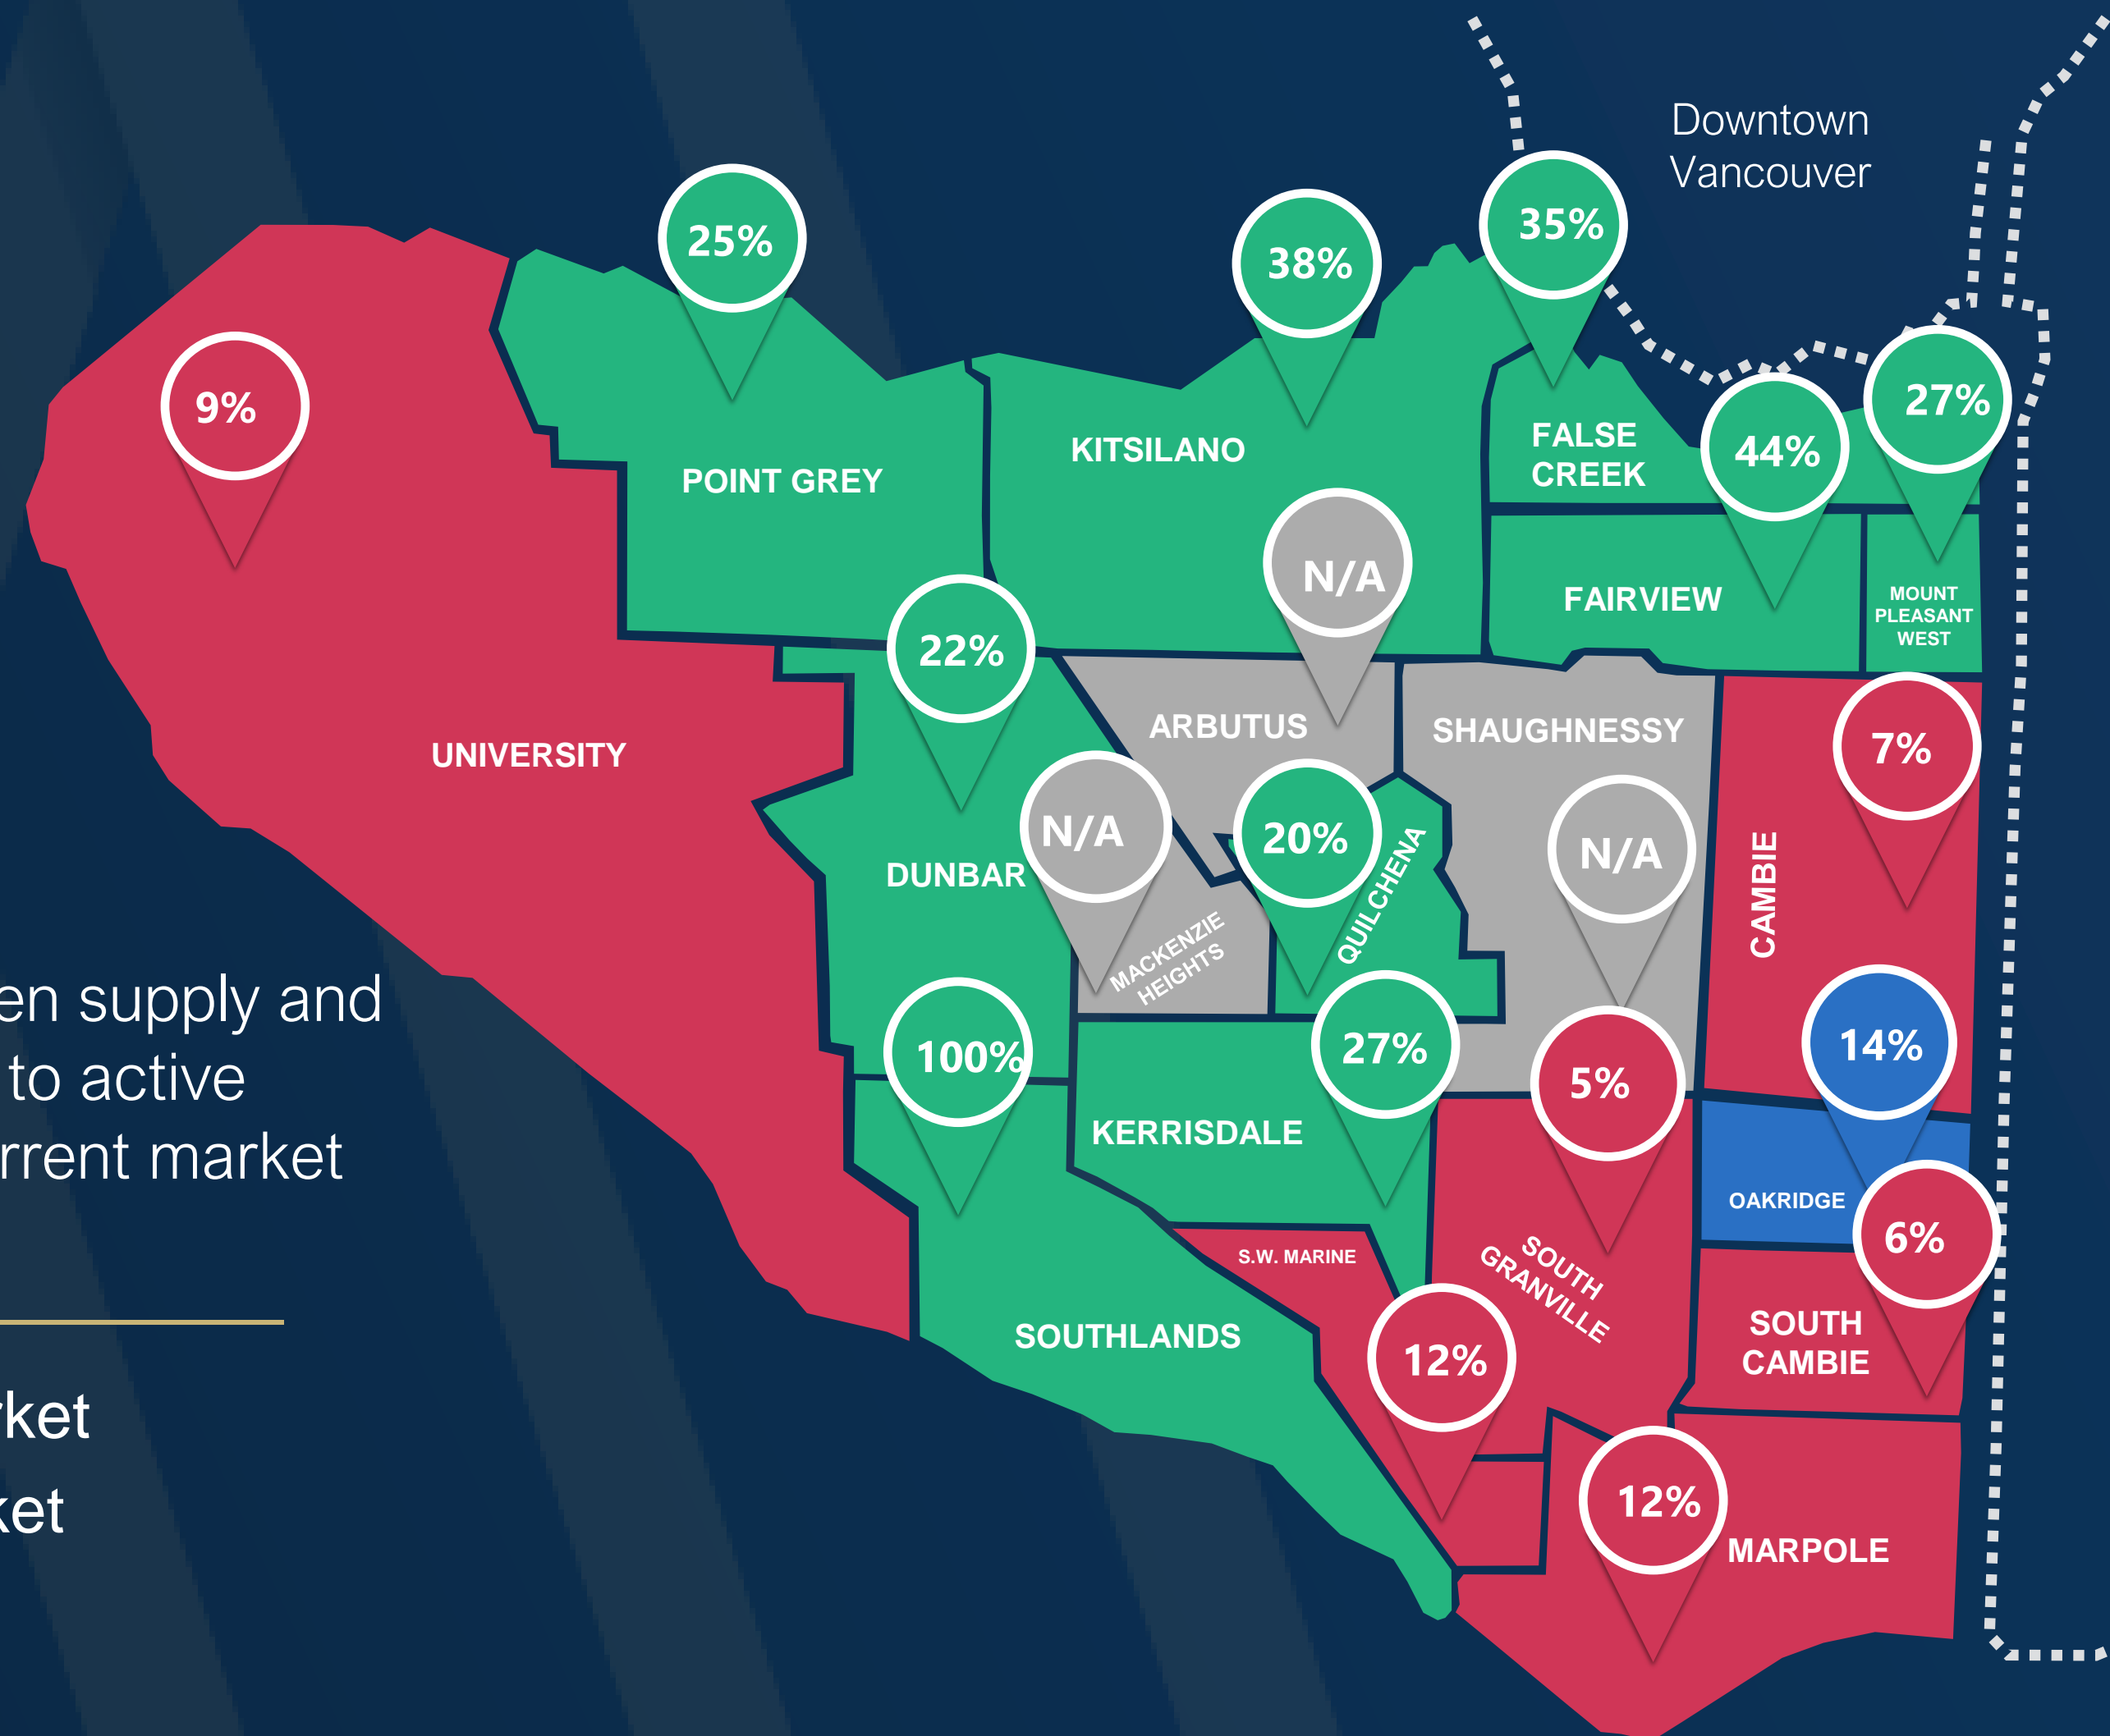 Downtown
Vancouver
35%
25%
38%
27%
9%
44%
FALSE
CREEK
KITSILANO
POINT GREY
N/A
FAIRVIEW
MOUNT
PLEASANT
WEST
22%
ARBUTUS
SHAUGHNESSY
7%
UNIVERSITY
N/A
20%
N/A
QUILCHENA
CAMBIE
DUNBAR
MACKENZIE
HEIGHTS
en supply and
to active
rrent market
100%
27%
14%
5%
KERRISDALE
OAKRIDGE
6%
S.W. MARINE
SOUTH
GRANVILLE
SOUTHLANDS
SOUTH
CAMBIE
12%
rket
ket
12%
MARPOLE